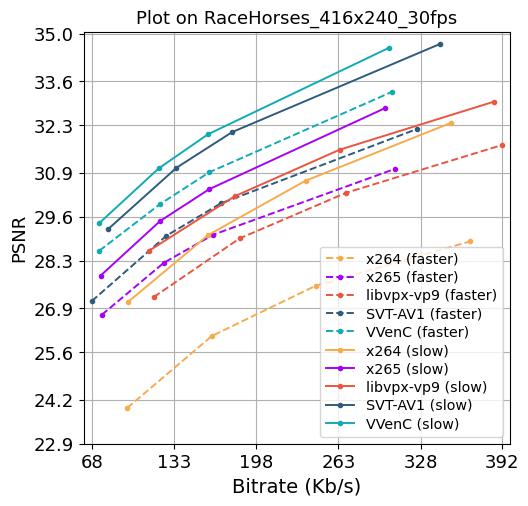 Plot on RaceHorses_416x240_30fps
35.0
33.6
32.3
30.9
29.6
28.3
26.9
25.6
24.2
22.9
PSNR
x264 (faster)
x265 (faster)
libvpx-vp9 (faster)
SVT-AV1 (faster)
VVenC (faster)
x264 (slow)
x265 (slow)
libvpx-vp9 (slow)
SVT-AV1 (slow)
VVenC (slow)
68 133 198 263 328 392
Bitrate (Kb/s)